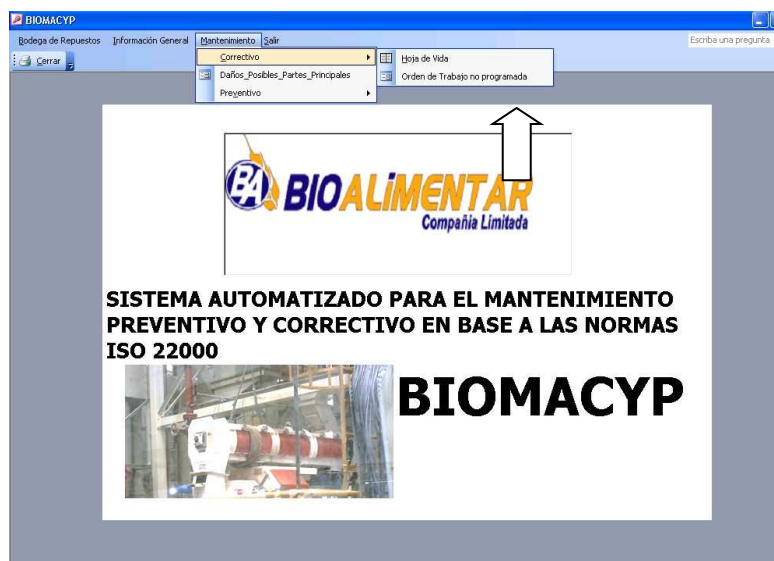 BIOMACYP
Bodega de Repuestos Información General Mantenimiento Salir Escriba una pregunta
Cerrar
Correctivo
Daños_Posibles_Partes_Principales
Preventivo
Hoja de Vida
Orden de Trabajo no programada
BA BIOALiMENTAR
Compañia Limitada
SISTEMA AUTOMATIZADO PARA EL MANTENIMIENTO
PREVENTIVO Y CORRECTIVO EN BASE A LAS NORMAS
ISO 22000
BIOMACYP